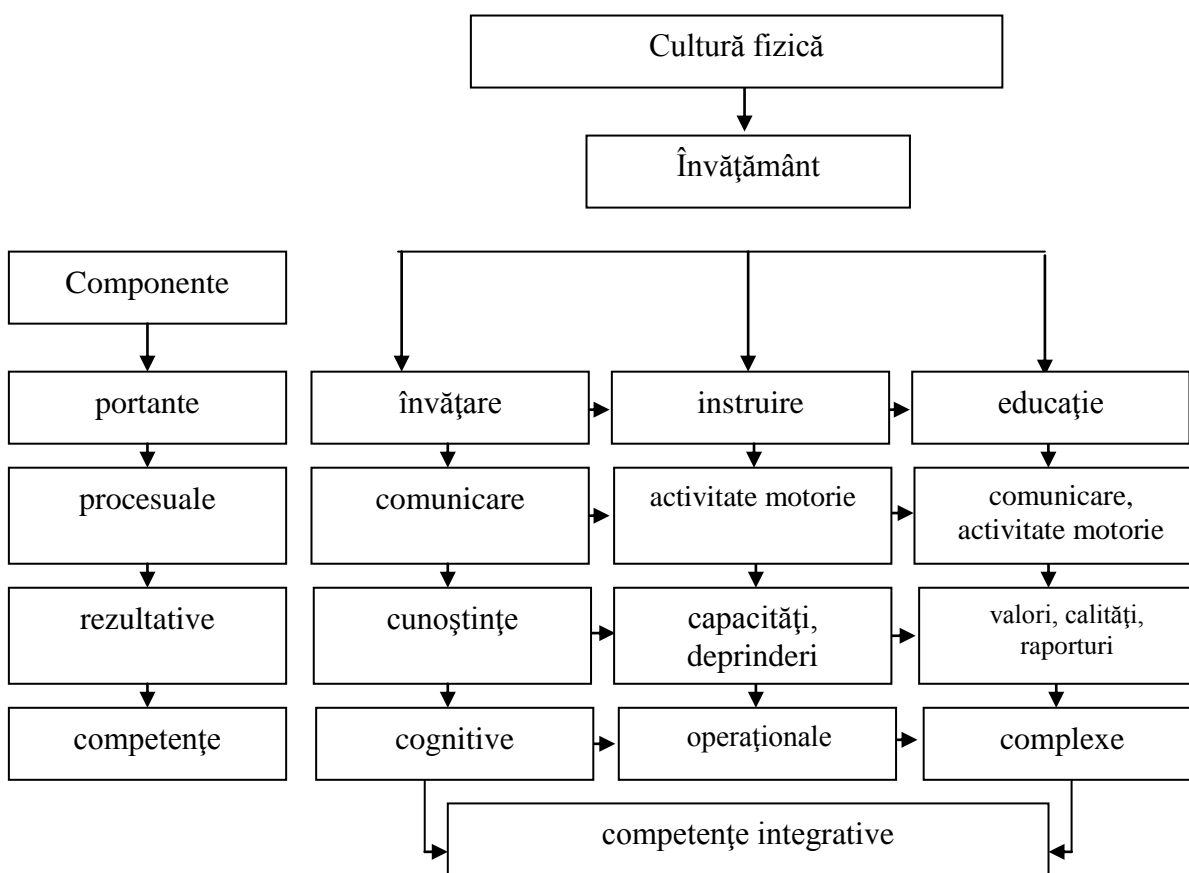 Cultură fizică
Învăţământ
Componente
portante
învăţare
instruire
educaţie
procesuale
comunicare
activitate motorie
comunicare,
activitate motorie
rezultative
cunoştinţe
capacităţi,
deprinderi
valori, calităţi,
raporturi
competenţe
cognitive
operaţionale
complexe
competenţe integrative